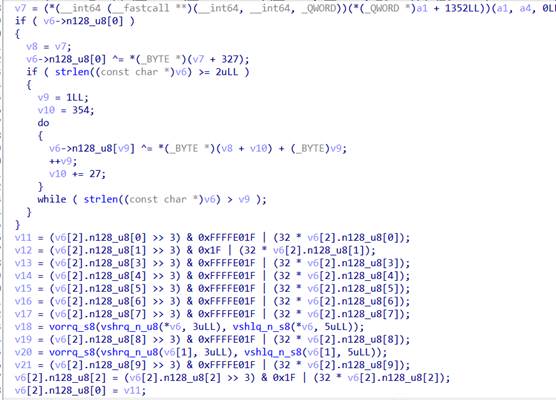 v7 = (*(__int64 (__fastcall **)(__int64, __int64, _QWORD))(*(_QWORD *)a1 + 1352LL))(a1, a4, 0L
if ( v6->n128_u8[0] )
{
v8 = v7;
v6->n128_u8[0] ^= *(_BYTE *)(v7 + 327);
if ( strlen((const char *)v6) >= 2uLL )
{
v9 = 1LL;
v10 = 354;
do
{
v6->n128_u8[v9] ^= *(_BYTE *)(v8 + v10) + (_BYTE)v9;
++v9;
v10 += 27;
}
while ( strlen((const char *)v6) > v9 );
}
}
v11 = (v6[2].n128_u8[0] >> 3) & 0xFFFFE01F | (32 * v6[2].n128_u8[0]);
v12 = (v6[2].n128_u8[1] >> 3) & 0x1F | (32 * v6[2].n128_u8[1]);
v13 = (v6[2].n128_u8[3] >> 3) & 0xFFFFE01F | (32 * v6[2].n128_u8[3]);
v14 = (v6[2].n128_u8[4] >> 3) & 0xFFFFE01F | (32 * v6[2].n128_u8[4]);
v15 = (v6[2].n128_u8[5] >> 3) & 0xFFFFE01F | (32 * v6[2].n128_u8[5]);
v16 = (v6[2].n128_u8[6] >> 3) & 0xFFFFE01F | (32 * v6[2].n128_u8[6]);
v17 = (v6[2].n128_u8[7] >> 3) & 0xFFFFE01F | (32 * v6[2].n128_u8[7]);
v18 = vorrq_s8(vshrq_n_u8(*v6, 3uLL), vshlq_n_s8(*v6, 5uLL));
v19 = (v6[2].n128_u8[8] >> 3) & 0xFFFFE01F | (32 * v6[2].n128_u8[8]);
v20 = vorrq_s8(vshrq_n_u8(v6[1], 3uLL), vshlq_n_s8(v6[1], 5uLL));
v21 = (v6[2].n128_u8[9] >> 3) & 0xFFFFE01F | (32 * v6[2].n128_u8[9]);
v6[2].n128_u8[2] = (v6[2].n128_u8[2] >> 3) & 0x1F | (32 * v6[2].n128_u8[2]);
v6[2].n128_u8[0] = v11;